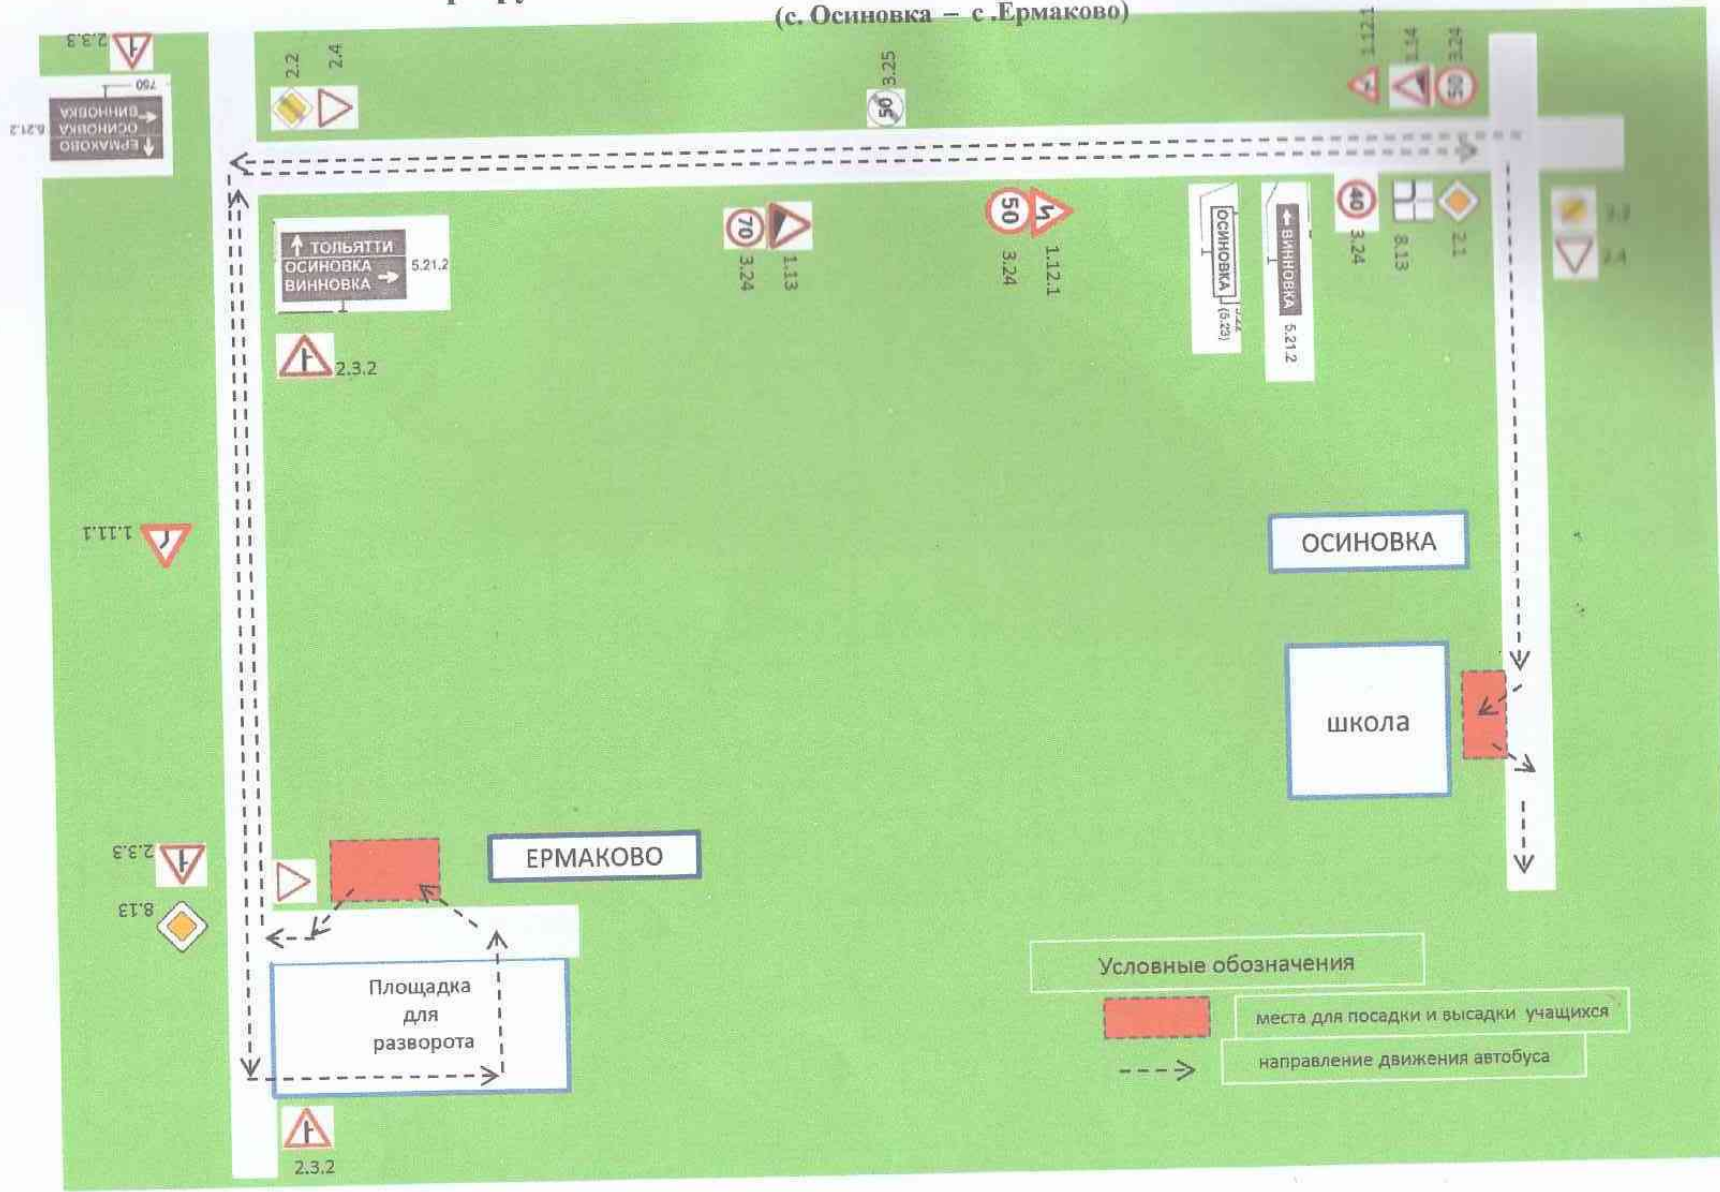 (с. Осиновка – с .Ермаково)
2.3.3
760
ВИННОВКА
ОСИНОВКА
ЕРМАКОВО
2.2
2.4
50
3.25
1.12.1
1.14
50
3.24
ТОЛЬЯТТИ
ОСИНОВКА
ВИННОВКА
5.21.2
2.3.2
70
3.24
1.13
50
3.24
1.12.1
ОСИНОВКА
(5.23)
ВИННОВКА
5.21.2
40
3.24
8.13
2.1
2.4
1.11.1
ОСИНОВКА
школа
2.3.3
8.13
ЕРМАКОВО
Площадка
для
разворота
2.3.2
Условные обозначения
места для посадки и высадки учащихся
направление движения автобуса